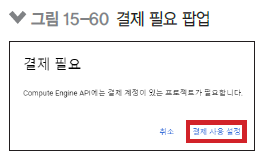 그림 15-60 결제 필요 팝업
결제 필요
Compute Engine API에는 결제 계정이 있는 프로젝트가 필요합니다.
취소 결제 사용 설정